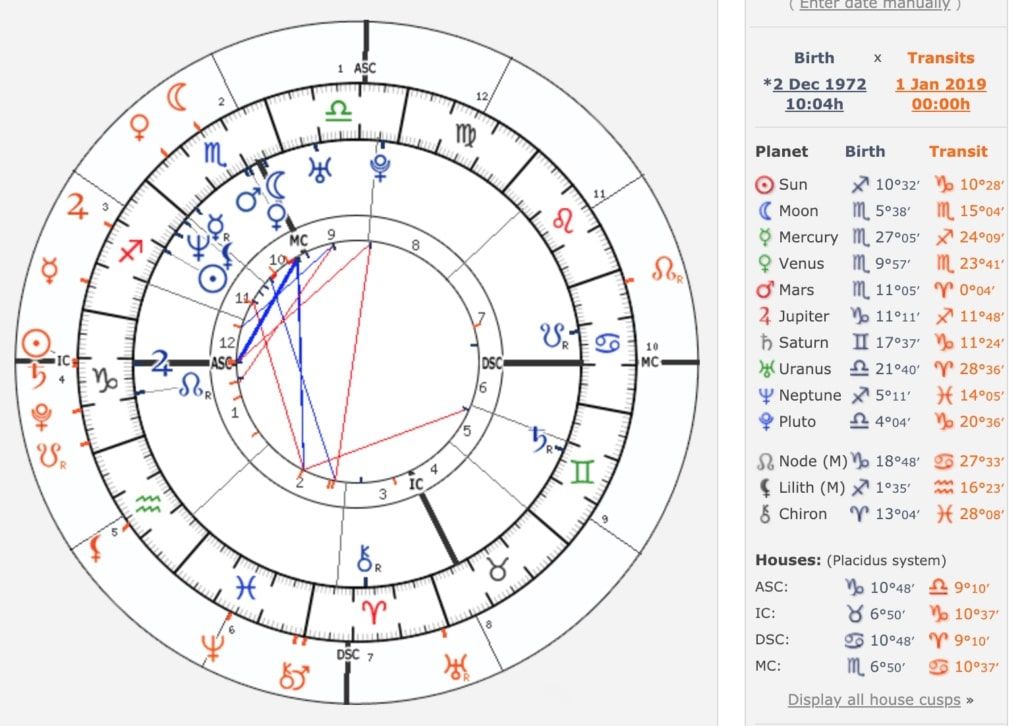 ( Enter date manually )
Birth x Transits
*2 Dec 1972 1 Jan 2019
10:04h 00:00h
Planet Birth Transit
☉ Sun ♐ 10°32' ♑ 10°28'
☾ Moon ♏ 5°38' ♏ 15°04'
☿ Mercury ♏ 27°05' ♐ 24°09'
♀ Venus ♏ 9°57' ♏ 23°41'
♂ Mars ♏ 11°05' ♈ 0°04'
♃ Jupiter ♑ 11°11' ♐ 11°48'
♄ Saturn ♊ 17°37' ♑ 11°24'
♅ Uranus ♎ 21°40' ♈ 28°36'
♆ Neptune ♐ 5°11' ♓ 14°05'
Pluto ♎ 4°04' ♑ 20°36'
☊ Node (M) ♑ 18°48' ♋ 27°33'
⚸ Lilith (M) ♐ 1°35' ♒ 16°23'
⚷ Chiron ♈ 13°04' ♓ 28°08'
Houses: (Placidus system)
ASC: ♑ 10°48' ♎ 9°10'
IC: ♉ 6°50' ♑ 10°37'
DSC: ♋ 10°48' ♈ 9°10'
MC: ♏ 6°50' ♋ 10°37'
Display all house cusps »
1 ASC
12
2
11
3
10
MC
IC
4
9
5
8
6
DSC 7
MC
9
8
10
11
7
12
ASC
DSC
6
1
5
4
2
3
IC
R
R
R
R
R
R
R
R